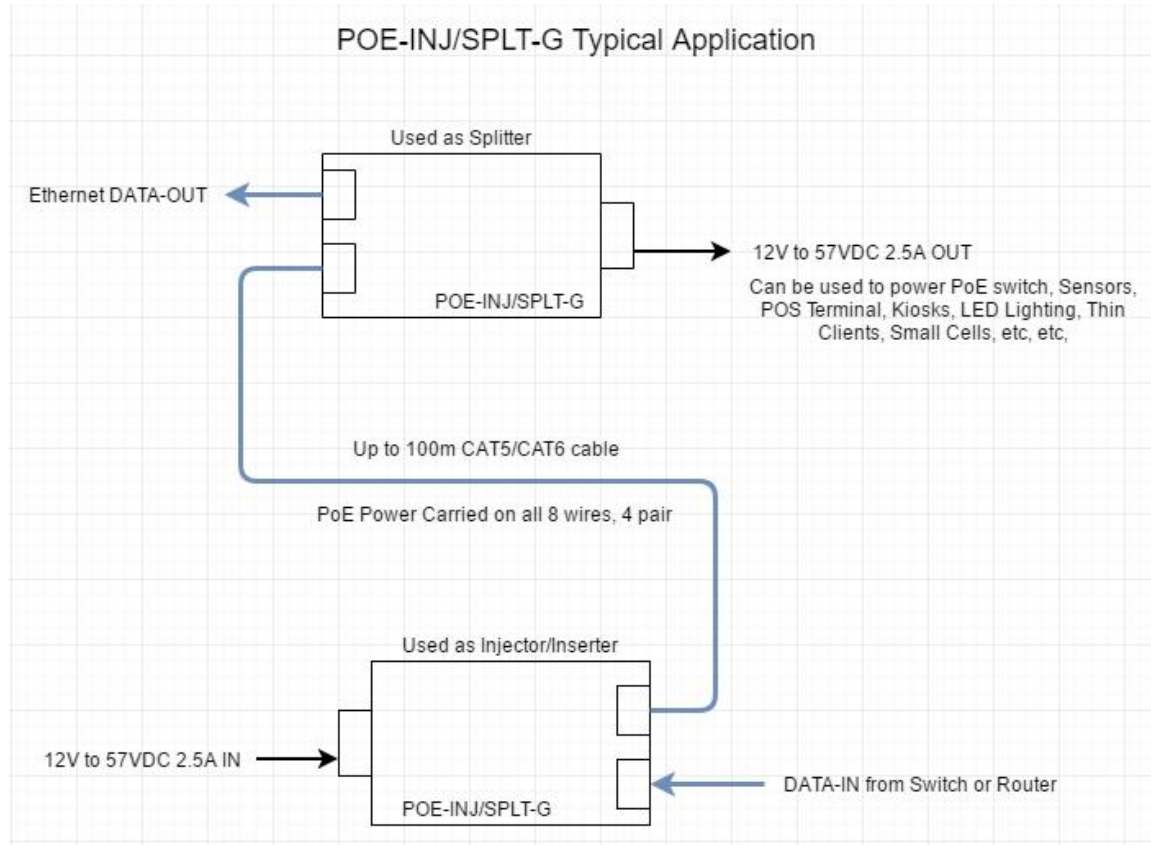 POE-INJ/SPLT-G Typical Application
Used as Splitter
Ethernet DATA-OUT
12V to 57VDC 2.5A OUT
Can be used to power PoE switch, Sensors,
POS Terminal, Kiosks, LED Lighting, Thin
Clients, Small Cells, etc, etc,
POE-INJ/SPLT-G
Up to 100m CAT5/CAT6 cable
PoE Power Carried on all 8 wires, 4 pair
Used as Injector/Inserter
12V to 57VDC 2.5A IN
DATA-IN from Switch or Router
POE-INJ/SPLT-G